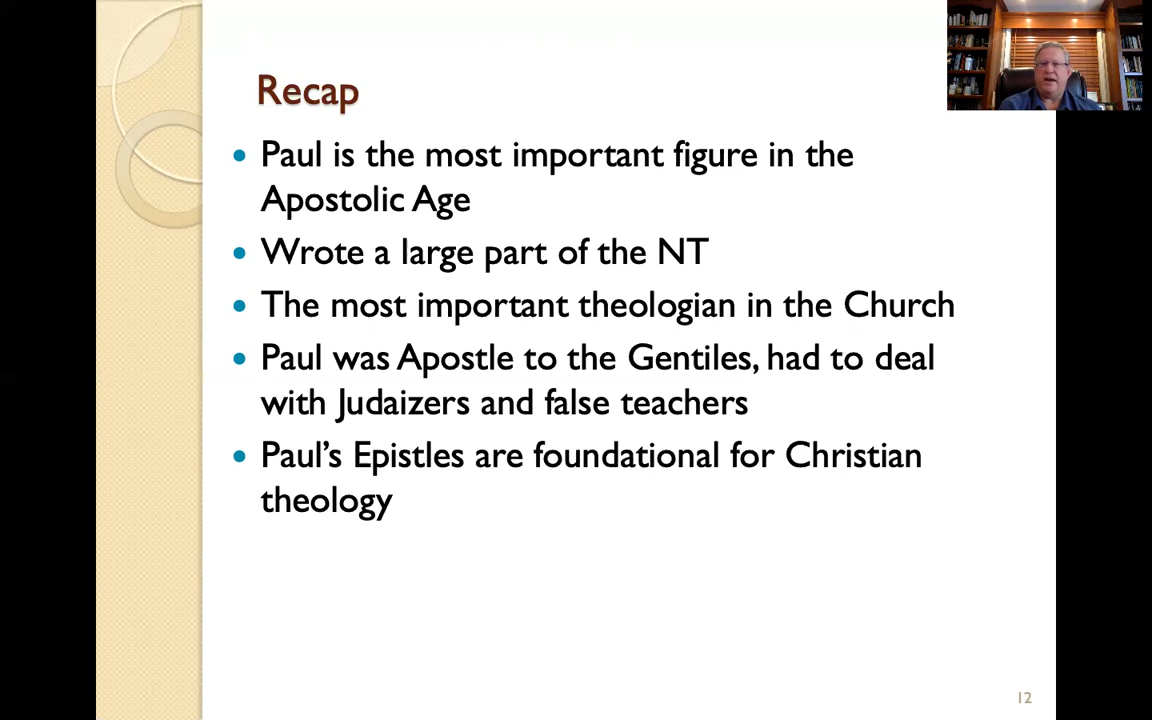 Recap
Paul is the most important figure in the
Apostolic Age
Wrote a large part of the NT
The most important theologian in the Church
Paul was Apostle to the Gentiles, had to deal
with Judaizers and false teachers
Paul’s Epistles are foundational for Christian
theology
12